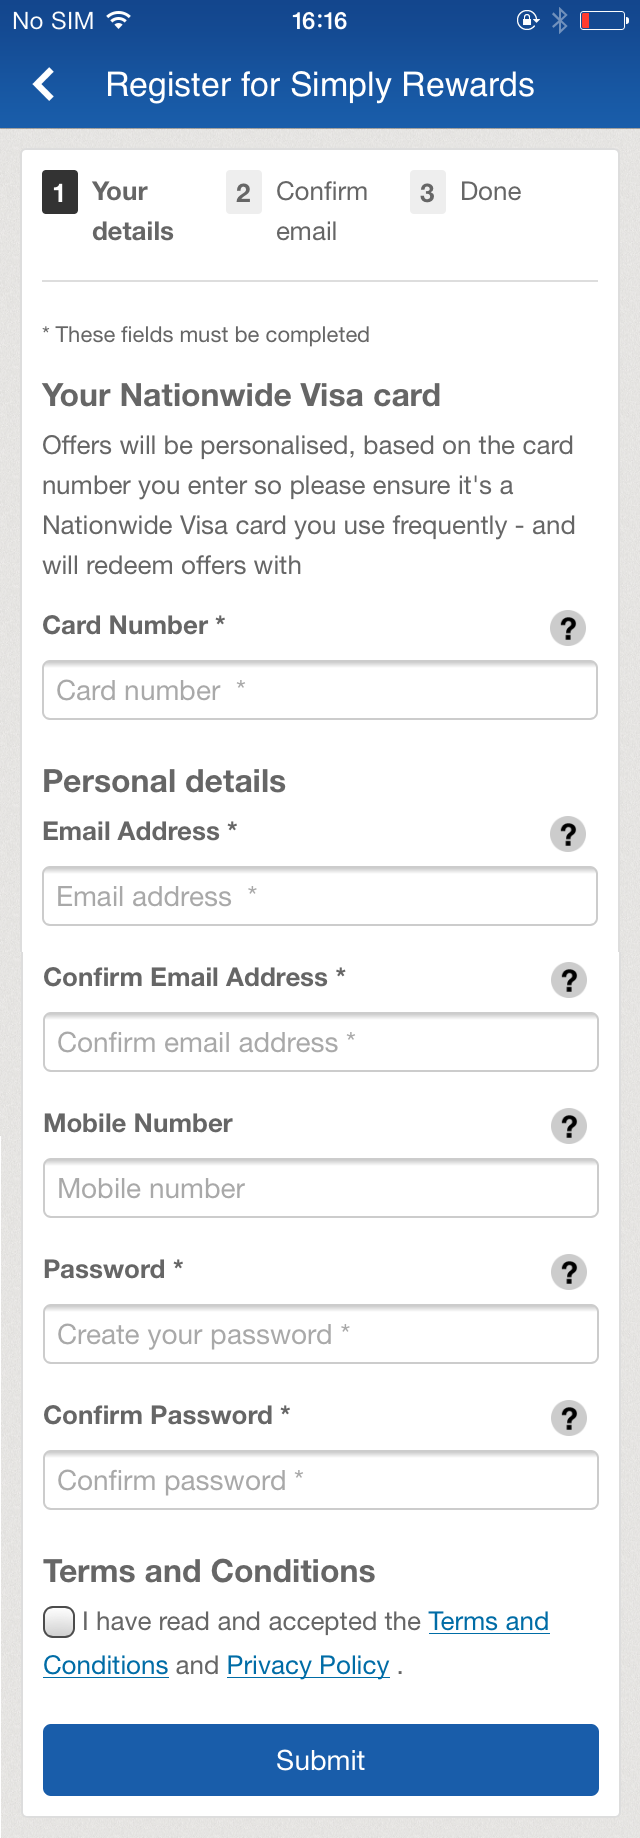 No SIM 16:16
Register for Simply Rewards
1 Your details 2 Confirm email 3 Done
* These fields must be completed
Your Nationwide Visa card
Offers will be personalised, based on the card
number you enter so please ensure it's a
Nationwide Visa card you use frequently - and
will redeem offers with
Card Number * ?
Card number *
Personal details
Email Address * ?
Email address *
Confirm Email Address * ?
Confirm email address *
Mobile Number ?
Mobile number
Password * ?
Create your password *
Confirm Password * ?
Confirm password *
Terms and Conditions
I have read and accepted the Terms and
Conditions and Privacy Policy .
Submit